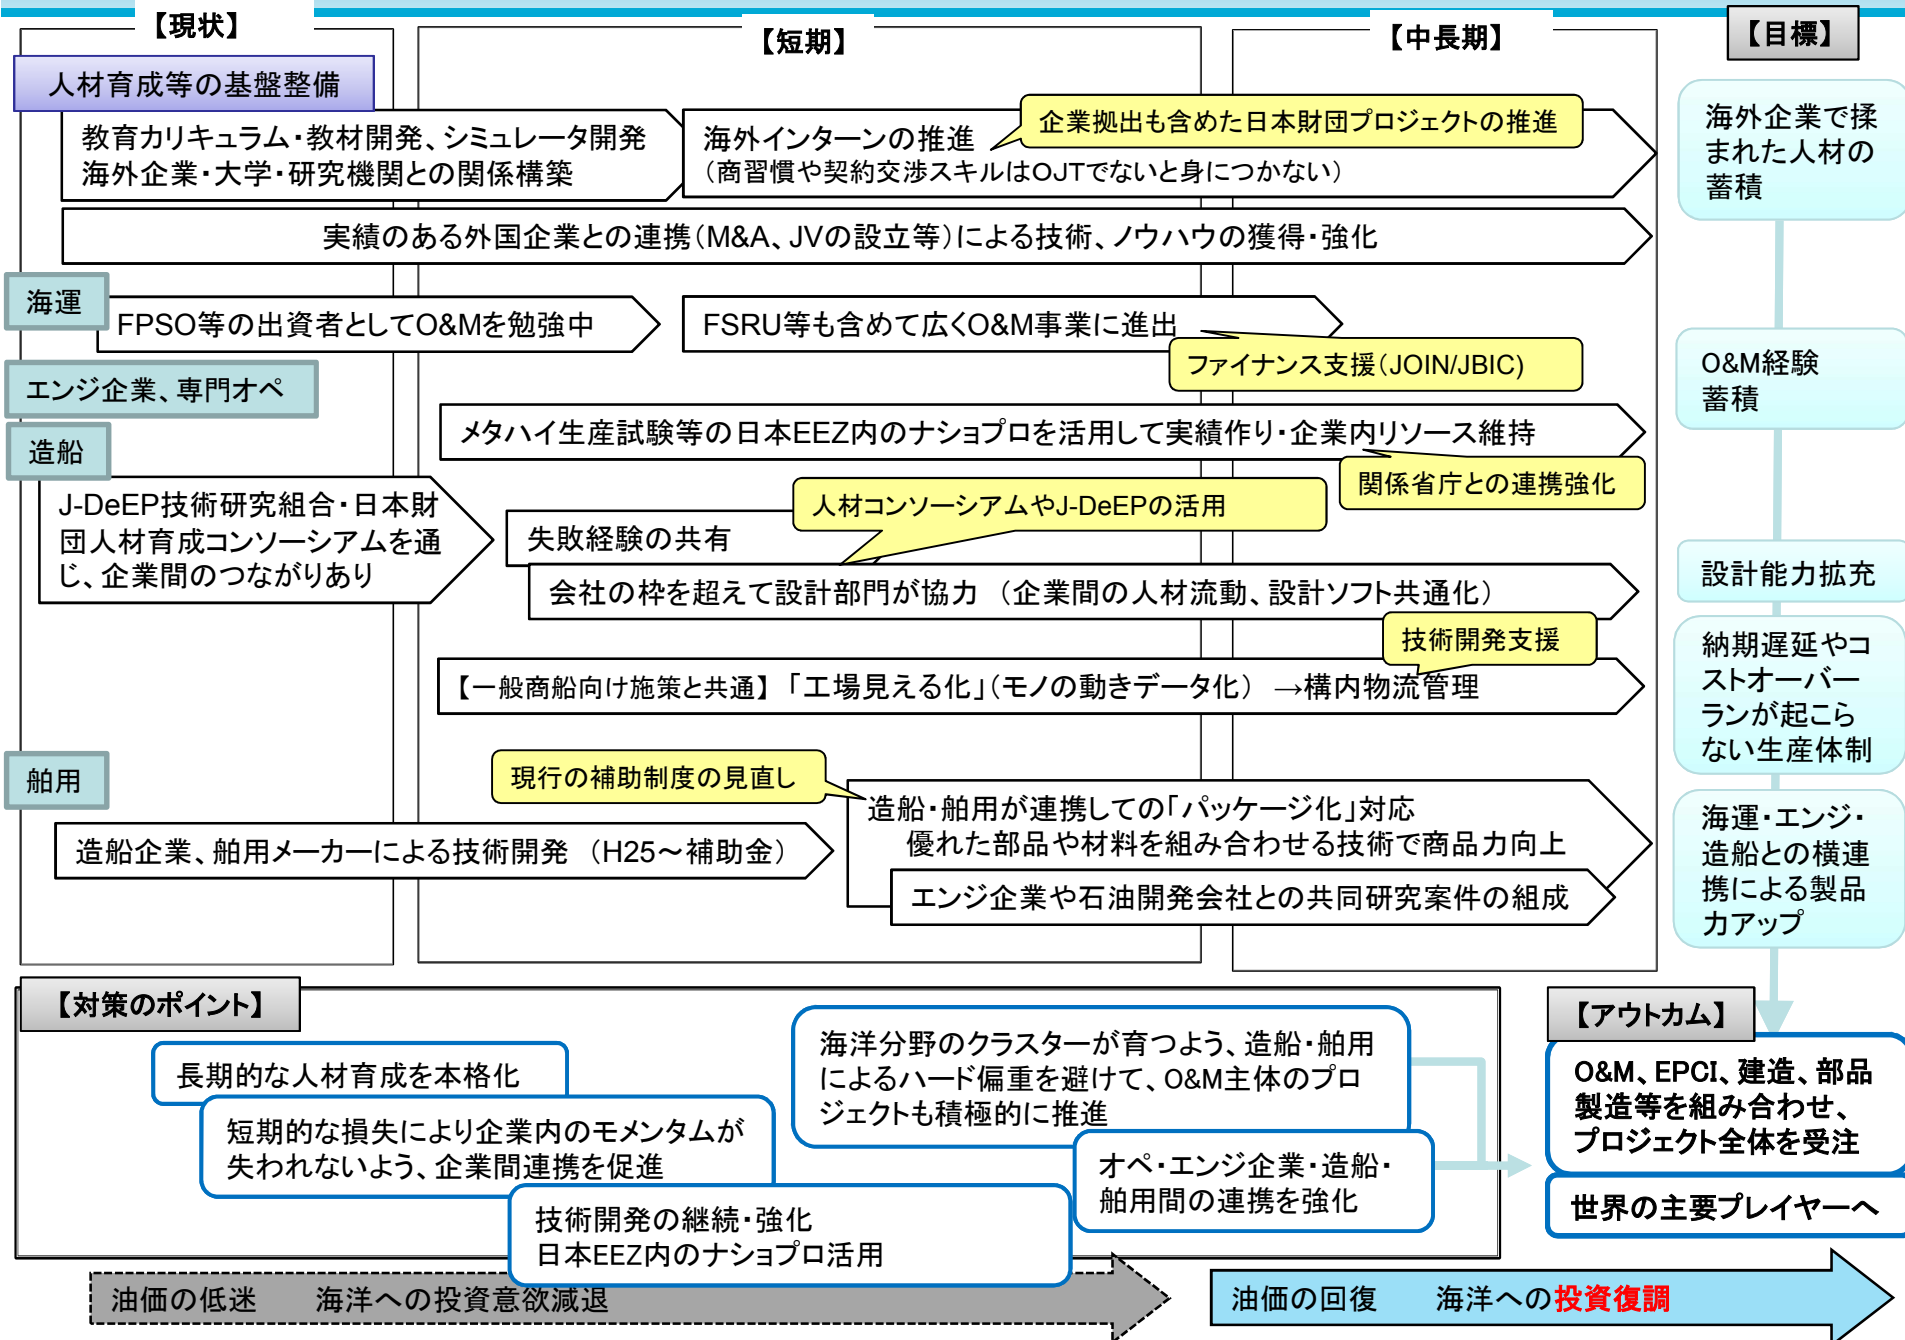 【現状】
【短期】
【中長期】
【目標】
人材育成等の基盤整備
教育カリキュラム・教材開発、シミュレータ開発
海外企業・大学・研究機関との関係構築
海外インターンの推進
（商習慣や契約交渉スキルはOJTでないと身につかない）
企業拠出も含めた日本財団プロジェクトの推進
海外企業で揉
まれた人材の
蓄積
実績のある外国企業との連携（M&A、JVの設立等）による技術、ノウハウの獲得・強化
海運
FPSO等の出資者としてO&Mを勉強中
FSRU等も含めて広くO&M事業に進出
ファイナンス支援（JOIN/JBIC)
O&M経験
蓄積
エンジ企業、専門オペ
メタハイ生産試験等の日本EEZ内のナショプロを活用して実績作り・企業内リソース維持
関係省庁との連携強化
造船
J-DeEP技術研究組合・日本財
団人材育成コンソーシアムを通
じ、企業間のつながりあり
人材コンソーシアムやJ-DeEPの活用
失敗経験の共有
会社の枠を超えて設計部門が協力　（企業間の人材流動、設計ソフト共通化）
設計能力拡充
技術開発支援
【一般商船向け施策と共通】　「工場見える化」（モノの動きデータ化）　→構内物流管理
納期遅延やコ
ストオーバー
ランが起こら
ない生産体制
舶用
現行の補助制度の見直し
造船企業、舶用メーカーによる技術開発　（H25～補助金）
造船・舶用が連携しての「パッケージ化」対応
優れた部品や材料を組み合わせる技術で商品力向上
エンジ企業や石油開発会社との共同研究案件の組成
海運・エンジ・
造船との横連
携による製品
力アップ
【対策のポイント】
長期的な人材育成を本格化
短期的な損失により企業内のモメンタムが
失われないよう、企業間連携を促進
技術開発の継続・強化
日本EEZ内のナショプロ活用
海洋分野のクラスターが育つよう、造船・舶用
によるハード偏重を避けて、O&M主体のプロ
ジェクトも積極的に推進
オペ・エンジ企業・造船・
舶用間の連携を強化
【アウトカム】
O&M、EPCI、建造、部品
製造等を組み合わせ、
プロジェクト全体を受注
世界の主要プレイヤーへ
油価の低迷　　海洋への投資意欲減退
油価の回復　　海洋への投資復調